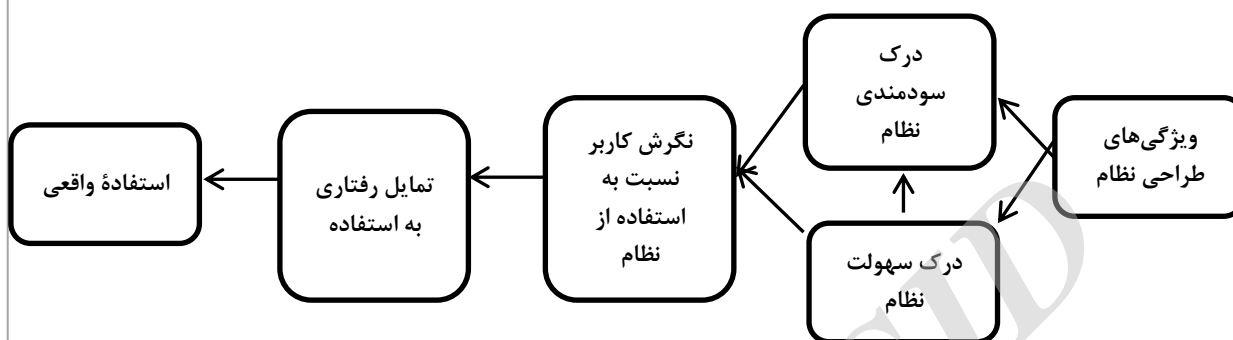 ویژگی‌های
طراحی نظام
درک
سودمندی
نظام
درک سهولت
نظام
نگرش کاربر
نسبت به
استفاده از
نظام
تمایل رفتاری
به استفاده
استفادهٔ واقعی
SID